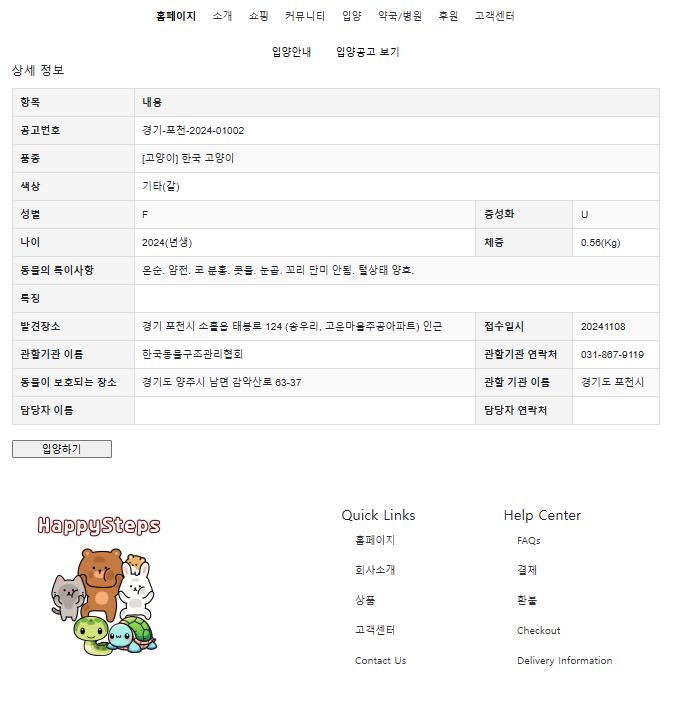 홈페이지 소개 쇼핑 커뮤니티 입양 약국/병원 후원 고객센터
입양안내 입양공고 보기
상세 정보
항목 내용
공고번호 경기-포천-2024-01002
품종 [고양이] 한국 고양이
색상 기타(갈)
성별 F 중성화 U
나이 2024(년생) 체중 0.56(Kg)
동물의 특이사항 온순. 얌전. 코 분홍. 콧물. 눈곱. 꼬리 단미 안됨. 털상태 양호.
특징
발견장소 경기 포천시 소흘읍 태봉로 124 (송우리, 고운마을주공아파트) 인근 접수일시 20241108
관할기관 이름 한국동물구조관리협회 관할기관 연락처 031-867-9119
동물이 보호되는 장소 경기도 양주시 남면 감악산로 63-37 관할 기관 이름 경기도 포천시
담당자 이름 담당자 연락처
입양하기
HappySteps
Quick Links
홈페이지
회사소개
상품
고객센터
Contact Us
Help Center
FAQs
결제
환불
Checkout
Delivery Information